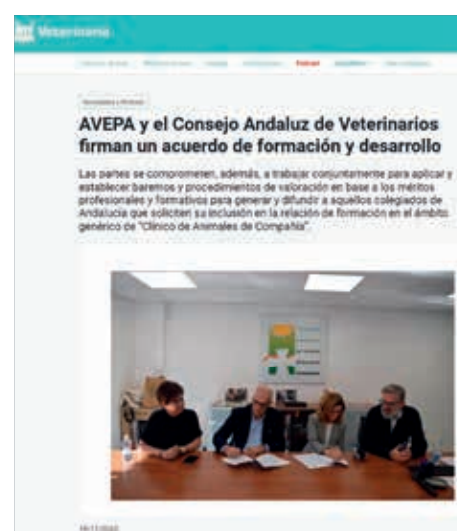 Veterinaria
AVEPA y el Consejo Andaluz de Veterinarios
firman un acuerdo de formación y desarrollo
Las partes se comprometen, además, a trabajar conjuntamente para aplicar y
establecer baremos y procedimientos de valoración en base a los méritos
profesionales y formativos para generar y difundir a aquellos colegiados de
Andalucía que soliciten su inclusión en la relación de formación en el ámbito
genérico de "Clínico de Animales de Compañía".